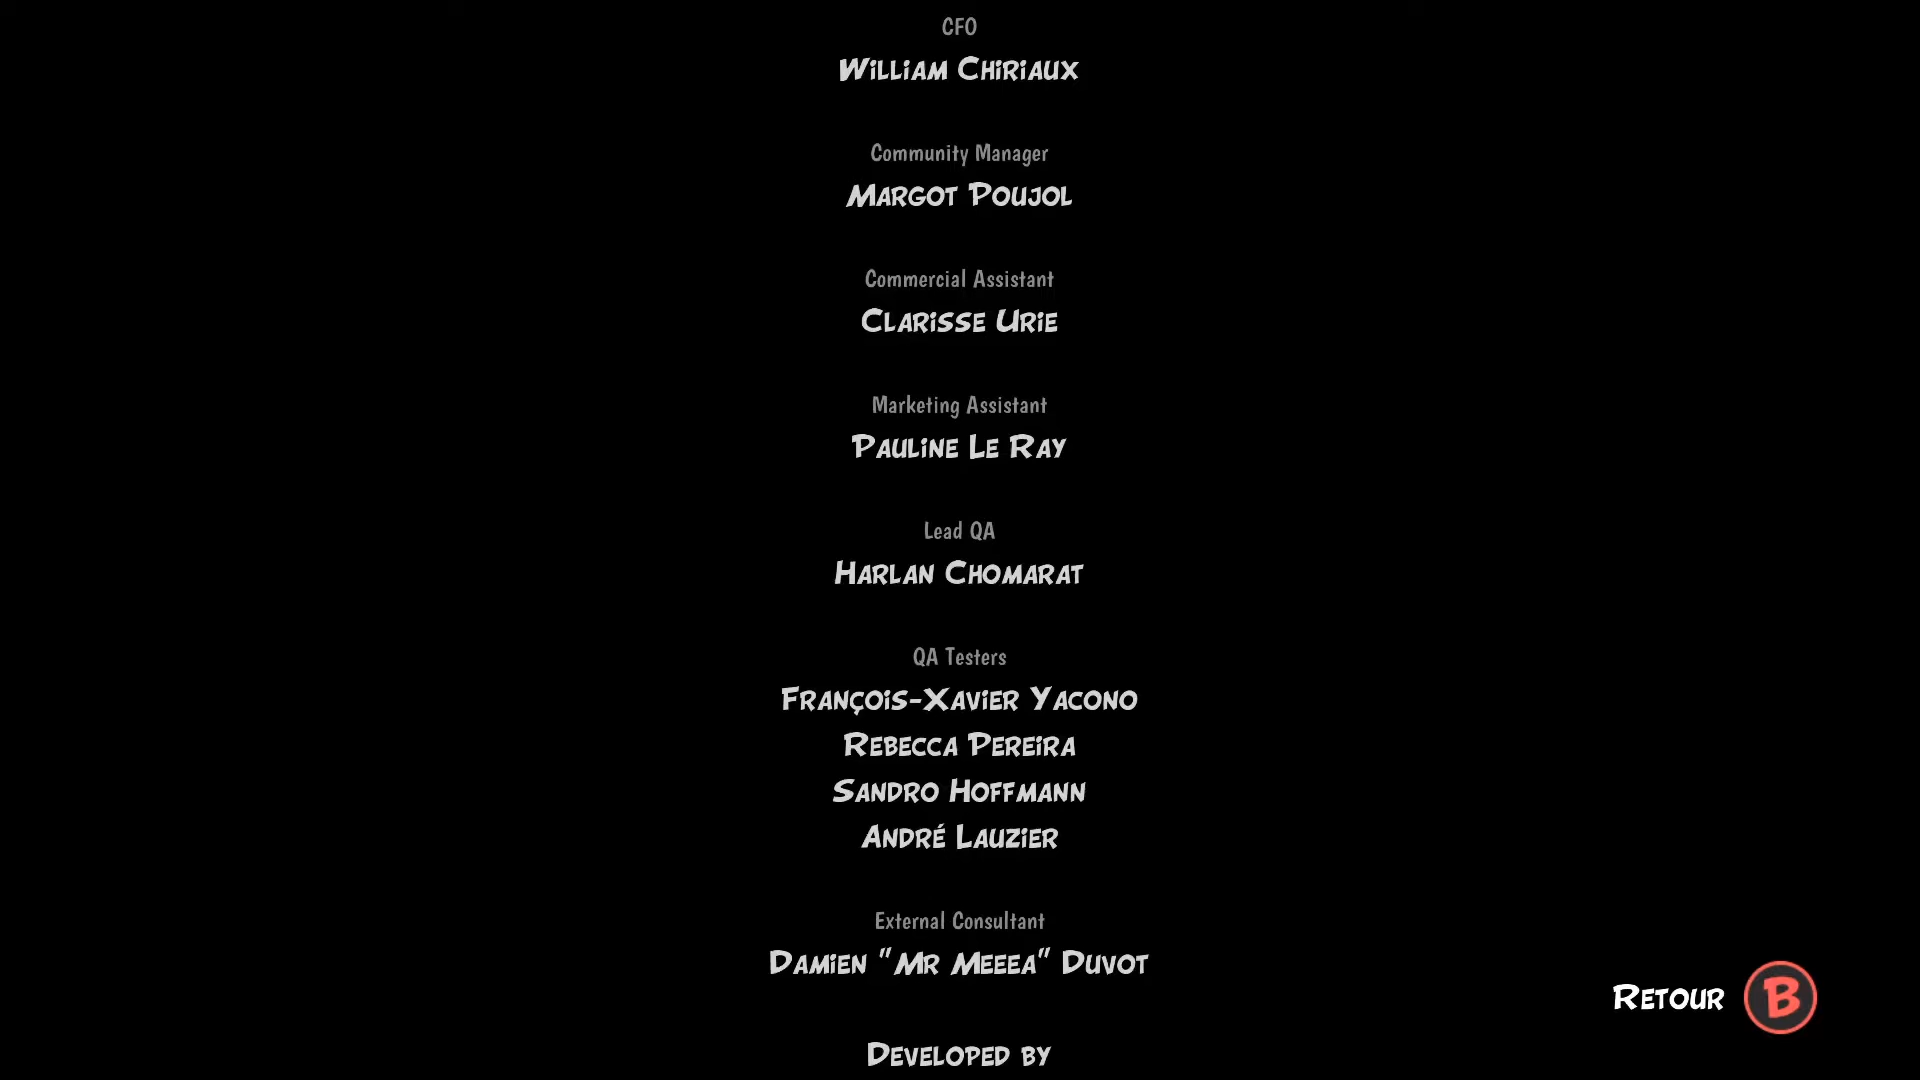 CFO
William Chiriaux
Community Manager
Margot Poujol
Commercial Assistant
Clarisse Urie
Marketing Assistant
Pauline Le Ray
Lead QA
Harlan Chomarat
QA Testers
François-Xavier Yacono
Rebecca Pereira
Sandro Hoffmann
André Lauzier
External Consultant
Damien "Mr Meeea" Duvot
Retour B
Developed by